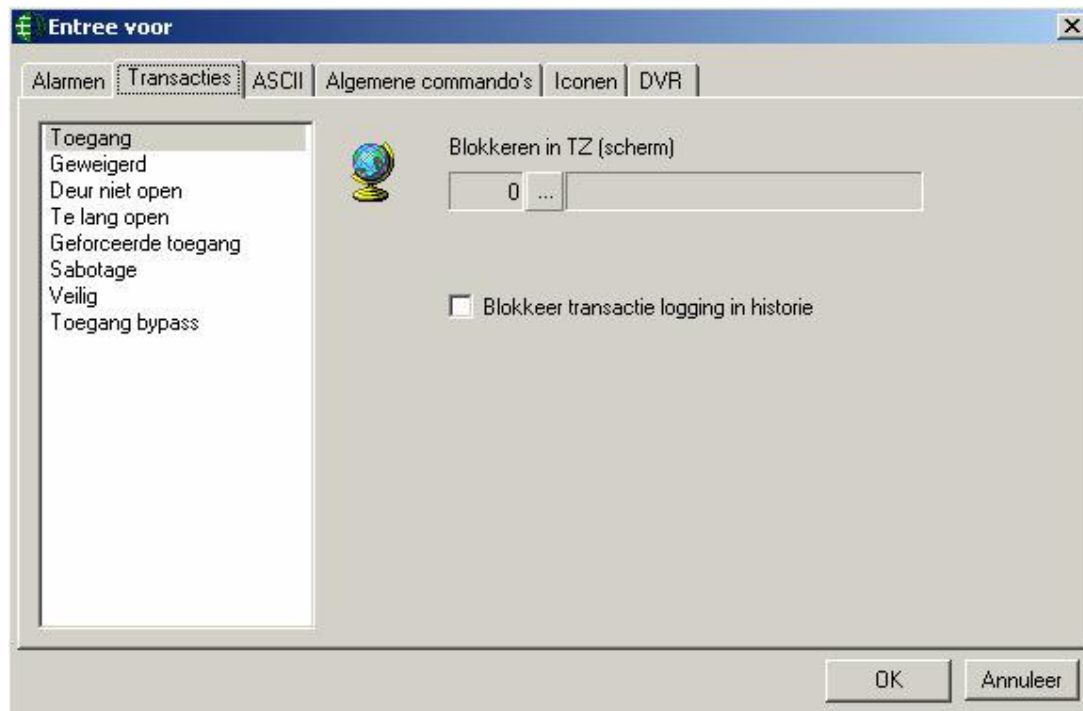 Entree voor
Alarmen Transacties ASCII Algemene commando's Iconen DVR
Toegang
Geweigerd
Deur niet open
Te lang open
Geforceerde toegang
Sabotage
Veilig
Toegang bypass
Blokkeren in TZ (scherm)
0 ...
Blokkeer transactie logging in historie
OK Annuleer